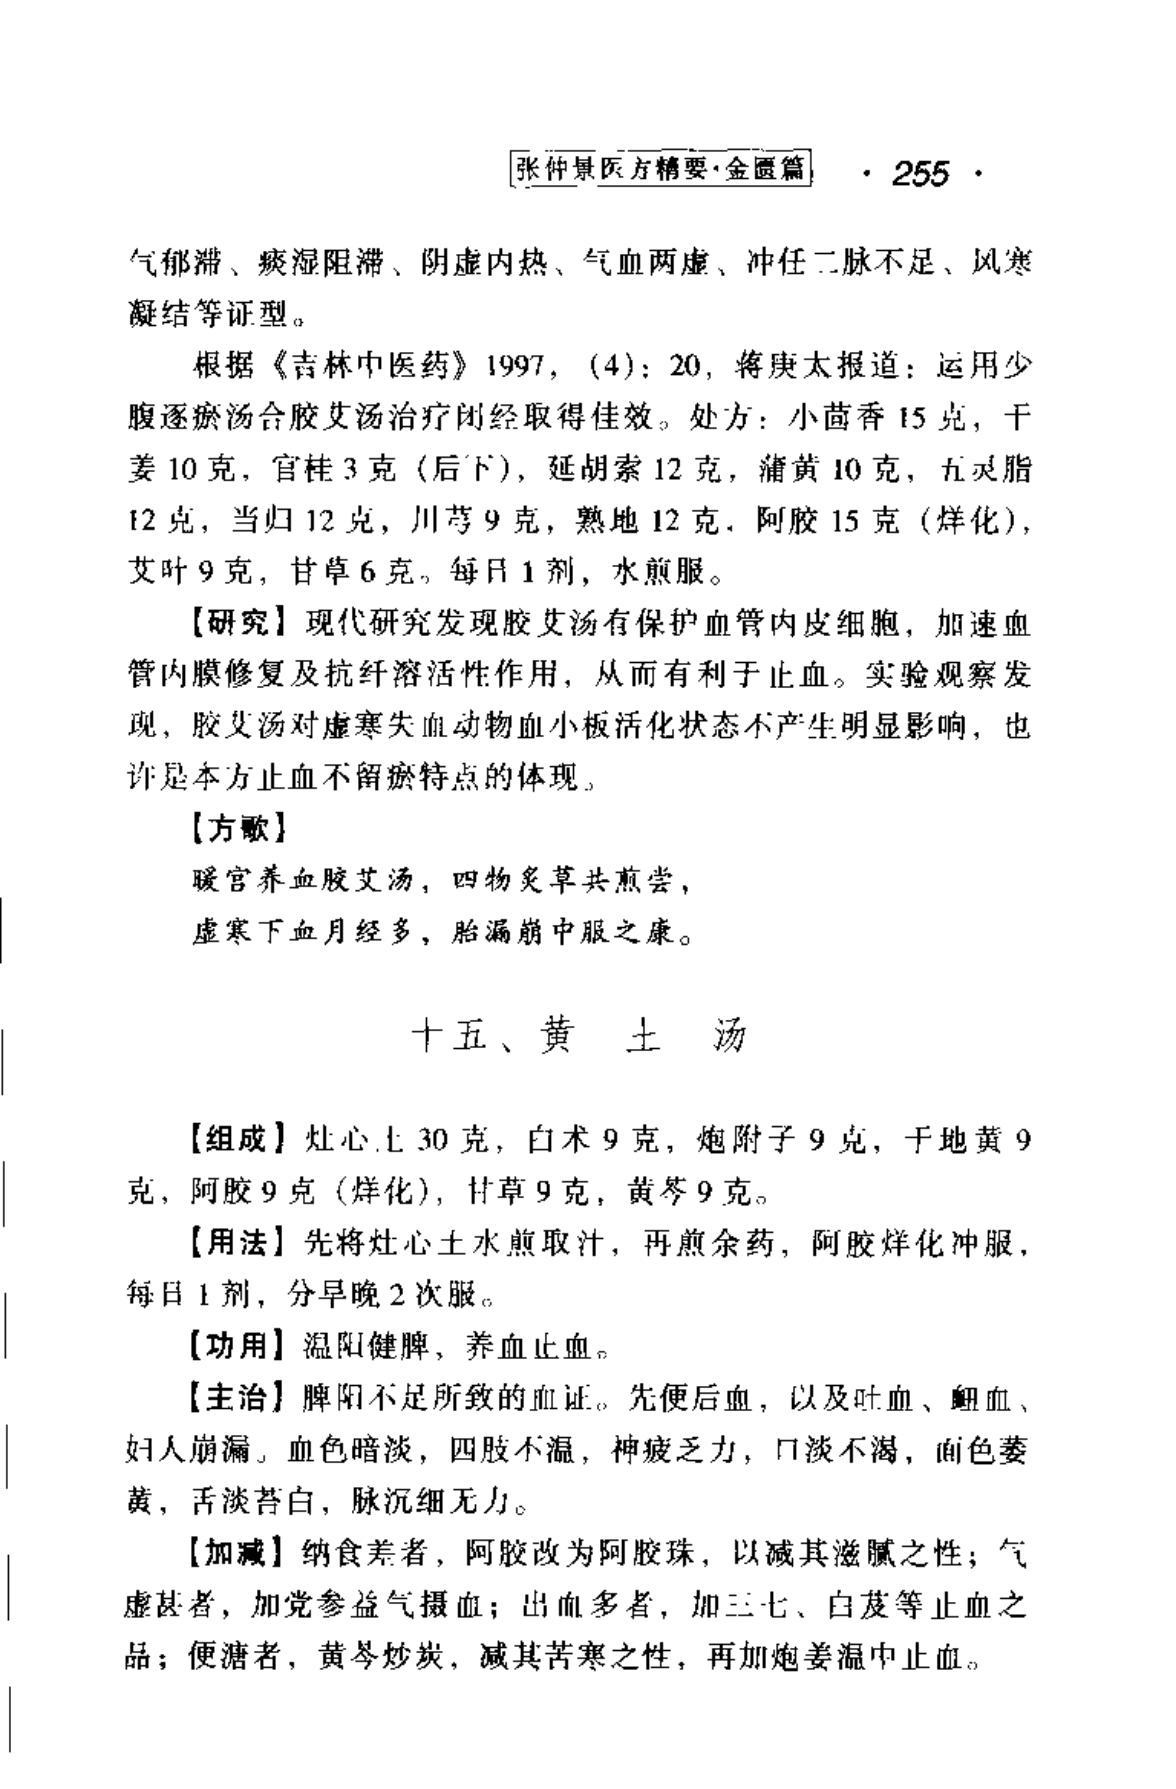 张仲景医方精要·金匮篇 · 255 ·
气郁滞、痰湿阻滞、阴虚内热、气血两虚、冲任二脉不足、风寒
凝结等证型。
根据《吉林中医药》1997，(4)：20，蒋庚太报道：运用少
腹逐瘀汤合胶艾汤治疗闭经取得佳效。处方：小茴香 15 克，干
姜 10 克，官桂 3 克（后下），延胡索 12 克，蒲黄 10 克，五灵脂
12 克，当归 12 克，川芎 9 克，熟地 12 克，阿胶 15 克（烊化），
艾叶 9 克，甘草 6 克。每日 1 剂，水煎服。
【研究】现代研究发现胶艾汤有保护血管内皮细胞，加速血
管内膜修复及抗纤溶活性作用，从而有利于止血。实验观察发
现，胶艾汤对虚寒失血动物血小板活化状态不产生明显影响，也
许是本方止血不留瘀特点的体现。
【方歌】
暖宫养血胶艾汤，四物炙草共煎尝，
虚寒下血月经多，胎漏崩中服之康。
十五、黄 土 汤
【组成】灶心土 30 克，白术 9 克，炮附子 9 克，干地黄 9
克，阿胶 9 克（烊化），甘草 9 克，黄芩 9 克。
【用法】先将灶心土水煎取汁，再煎余药，阿胶烊化冲服，
每日 1 剂，分早晚 2 次服。
【功用】温阳健脾，养血止血。
【主治】脾阳不足所致的血证。先便后血，以及吐血、衄血、
妇人崩漏。血色暗淡，四肢不温，神疲乏力，口淡不渴，面色萎
黄，舌淡苔白，脉沉细无力。
【加减】纳食差者，阿胶改为阿胶珠，以减其滋腻之性；气
虚甚者，加党参益气摄血；出血多者，加三七、白芨等止血之
品；便溏者，黄芩炒炭，减其苦寒之性，再加炮姜温中止血。